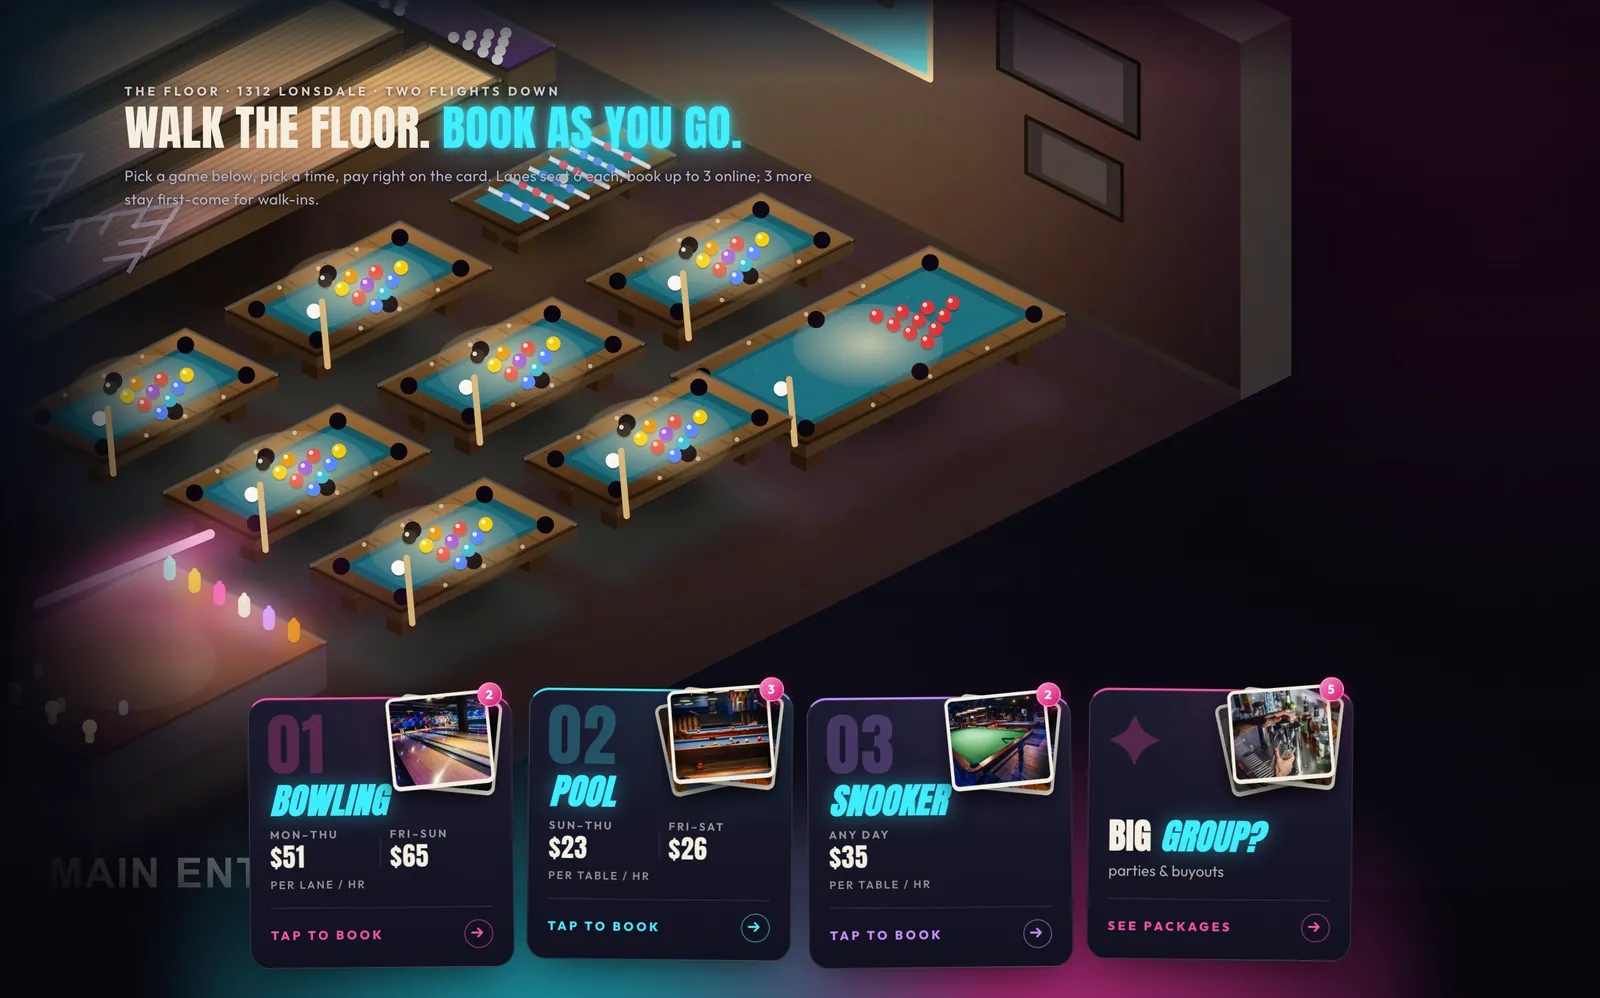 THE FLOOR · 1312 LONSDALE · TWO FLIGHTS DOWN
WALK THE FLOOR. BOOK AS YOU GO.
Pick a game below, pick a time, pay right on the card. Lanes seat 6 each, book up to 3 online; 3 more
stay first-come for walk-ins.
MAIN ENT
2
01
BOWLING
MON–THU
$51
FRI–SUN
$65
PER LANE / HR
TAP TO BOOK
3
02
POOL
SUN–THU
$23
FRI–SAT
$26
PER TABLE / HR
TAP TO BOOK
2
03
SNOOKER
ANY DAY
$35
PER TABLE / HR
TAP TO BOOK
5
BIG GROUP?
parties & buyouts
SEE PACKAGES